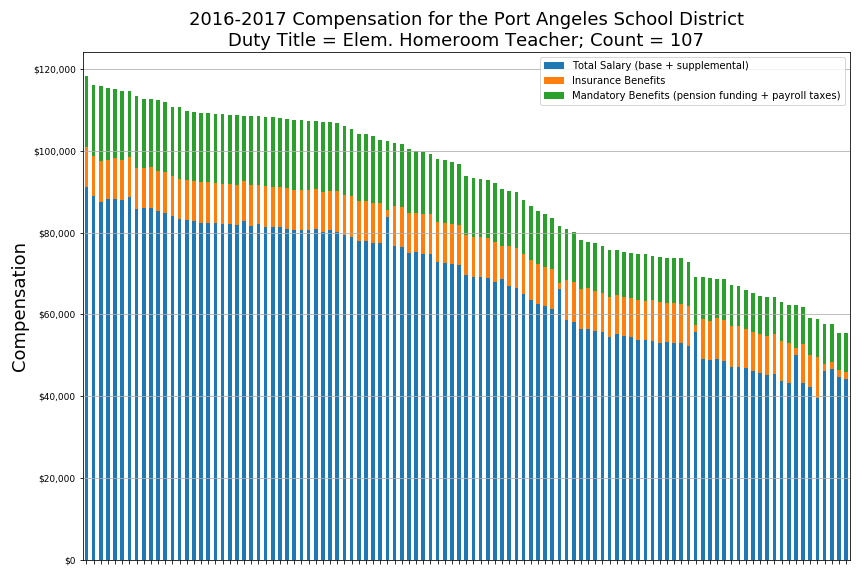 2016-2017 Compensation for the Port Angeles School District
Duty Title = Elem. Homeroom Teacher; Count = 107
Total Salary (base + supplemental)
Insurance Benefits
Mandatory Benefits (pension funding + payroll taxes)
Compensation
$120,000
$100,000
$80,000
$60,000
$40,000
$20,000
$0